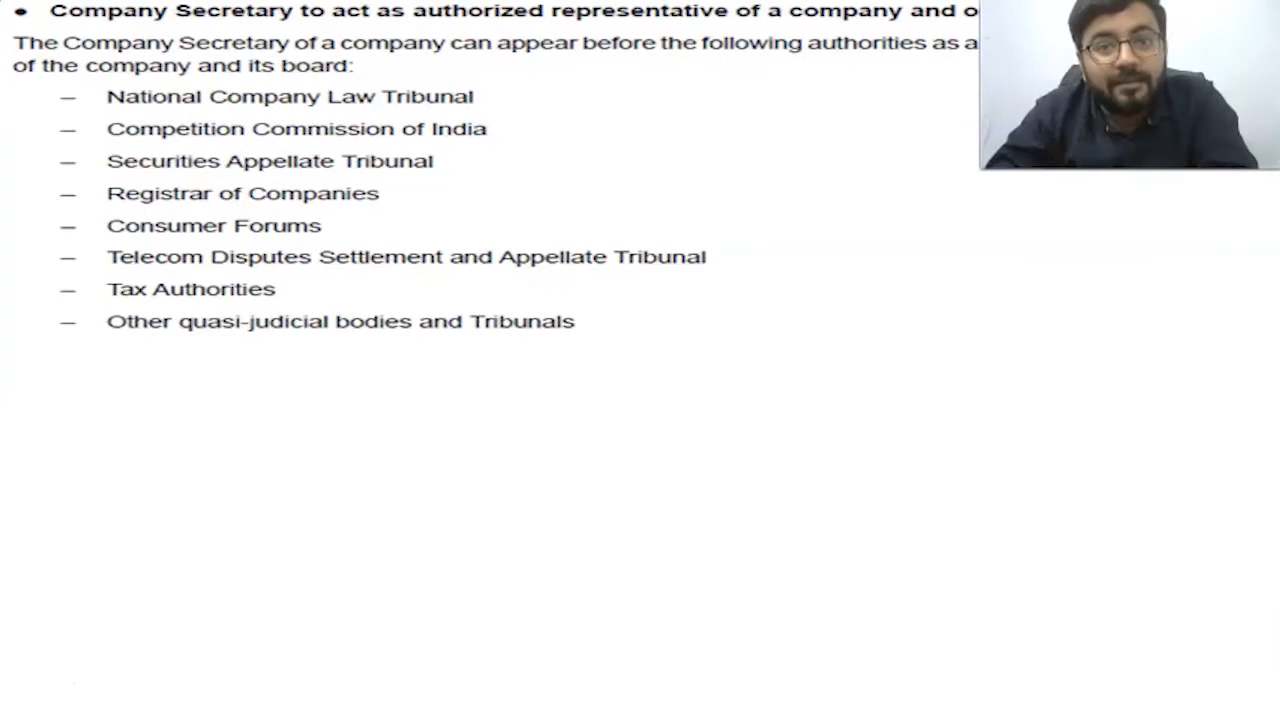 ● Company Secretary to act as authorized representative of a company and o
The Company Secretary of a company can appear before the following authorities as a
of the company and its board:
– National Company Law Tribunal
– Competition Commission of India
– Securities Appellate Tribunal
– Registrar of Companies
– Consumer Forums
– Telecom Disputes Settlement and Appellate Tribunal
– Tax Authorities
– Other quasi-judicial bodies and Tribunals